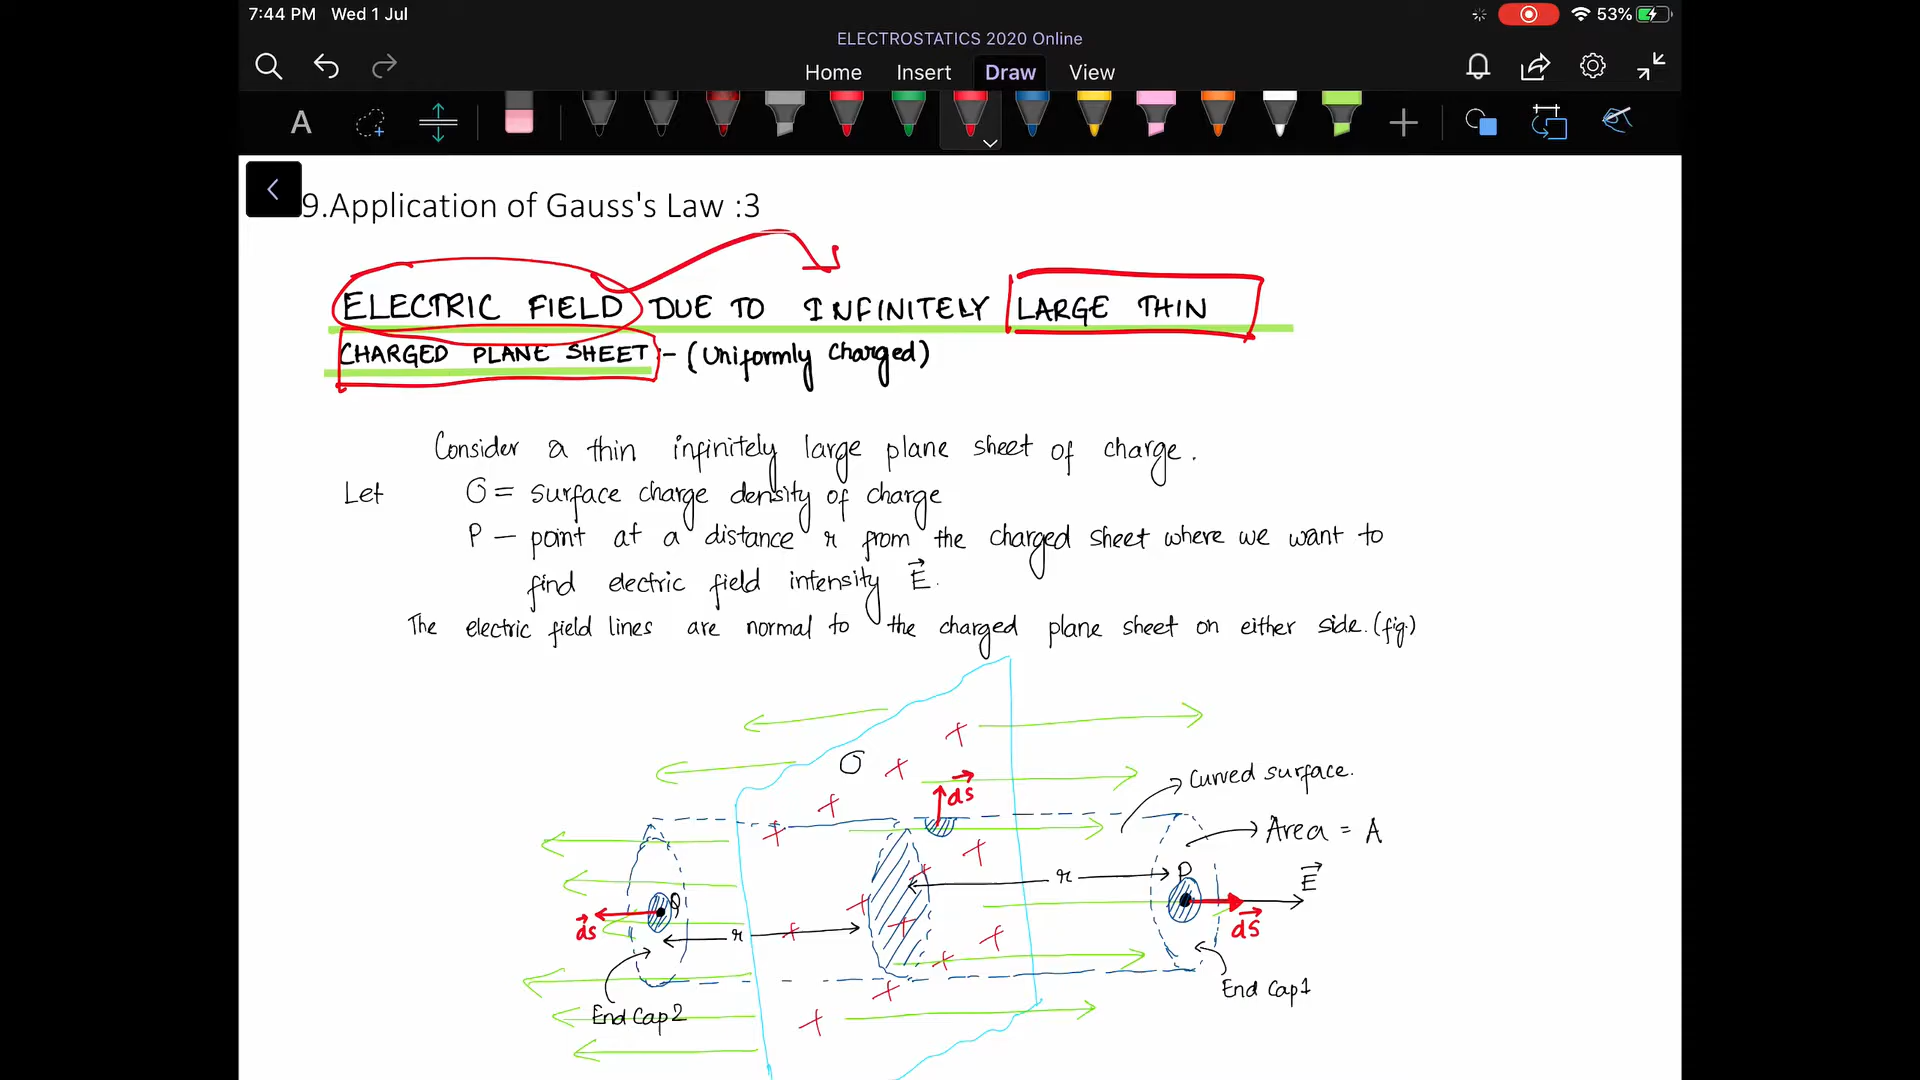 7:44 PM Wed 1 Jul
53%
ELECTROSTATICS 2020 Online
Home Insert Draw View
A
9.Application of Gauss's Law :3
ELECTRIC FIELD DUE TO INFINITELY LARGE THIN
CHARGED PLANE SHEET :- (Uniformly Charged)
Consider a thin infinitely large plane sheet of charge.
Let σ = surface charge density of charge
P — point at a distance r from the charged sheet where we want to
find electric field intensity E⃗.
The electric field lines are normal to the charged plane sheet on either side. (fig.)
σ
Curved surface.
dS⃗
Area = A
P
r
E⃗
Q
dS⃗
r
dS⃗
End Cap1
End Cap2